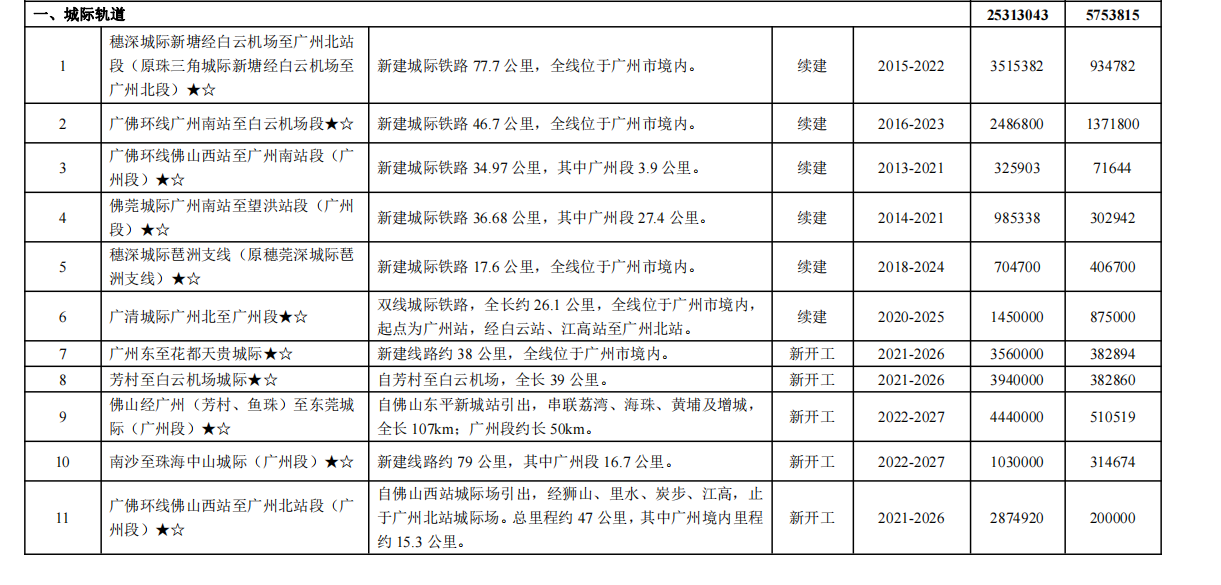 一、城际轨道 25313043 5753815
穗深城际新塘经白云机场至广州北站
段（原珠三角城际新塘经白云机场至
广州北段）★☆
1 新建城际铁路 77.7 公里，全线位于广州市境内。 续建 2015-2022 3515382 934782
2 广佛环线广州南站至白云机场段★☆ 新建城际铁路 46.7 公里，全线位于广州市境内。 续建 2016-2023 2486800 1371800
广佛环线佛山西站至广州南站段（广
州段）★☆
3 新建城际铁路 34.97 公里，其中广州段 3.9 公里。 续建 2013-2021 325903 71644
佛莞城际广州南站至望洪站段（广州
段）★☆
4 新建城际铁路 36.68 公里，其中广州段 27.4 公里。 续建 2014-2021 985338 302942
穗深城际琶洲支线（原穗莞深城际琶
洲支线）★☆
5 新建城际铁路 17.6 公里，全线位于广州市境内。 续建 2018-2024 704700 406700
6 广清城际广州北至广州段★☆
双线城际铁路，全长约 26.1 公里，全线位于广州市境内，
起点为广州站，经白云站、江高站至广州北站。
续建 2020-2025 1450000 875000
7 广州东至花都天贵城际★☆ 新建线路约 38 公里，全线位于广州市境内。 新开工 2021-2026 3560000 382894
8 芳村至白云机场城际★☆ 自芳村至白云机场，全长 39 公里。 新开工 2021-2026 3940000 382860
9
佛山经广州（芳村、鱼珠）至东莞城
际（广州段）★☆
自佛山东平新城站引出，串联荔湾、海珠、黄埔及增城，
全长 107km；广州段约长 50km。
新开工 2022-2027 4440000 510519
10 南沙至珠海中山城际（广州段）★☆ 新建线路约 79 公里，其中广州段 16.7 公里。 新开工 2022-2027 1030000 314674
11
广佛环线佛山西站至广州北站段（广
州段）★☆
自佛山西站城际场引出，经狮山、里水、炭步、江高，止
于广州北站城际场。总里程约 47 公里，其中广州境内里程
约 15.3 公里。
新开工 2021-2026 2874920 200000